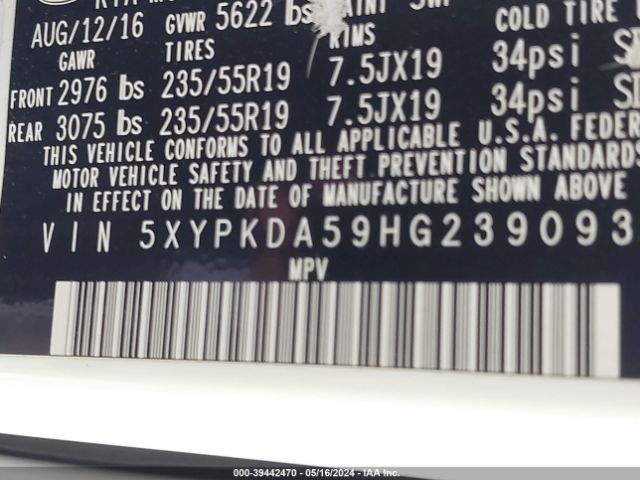 AUG/12/16 GVWR 5622 lbs PAINT SWP
GAWR TIRES RIMS COLD TIRE
FRONT 2976 lbs 235/55R19 7.5JX19 34psi
REAR 3075 lbs 235/55R19 7.5JX19 34psi
THIS VEHICLE CONFORMS TO ALL APPLICABLE U.S.A. FEDER
MOTOR VEHICLE SAFETY AND THEFT PREVENTION STANDARDS
IN EFFECT ON THE DATE OF MANUFACTURE SHOWN ABOVE
VIN 5XYPKDA59HG239093
MPV
000-39442470 - 05/16/2024 - IAA Inc.